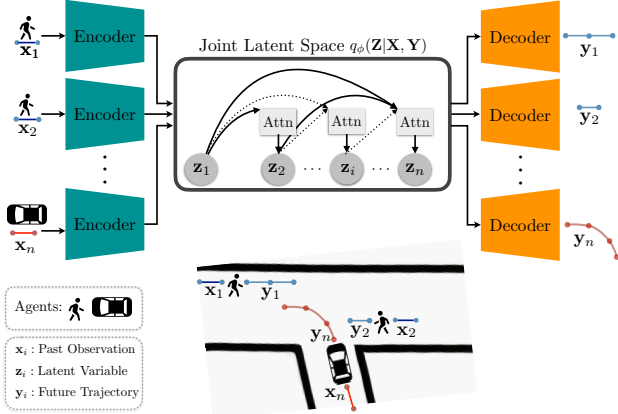 Encoder
x₁
Encoder
x₂
Encoder
xₙ
Joint Latent Space q_ϕ(Z|X, Y)
Attn
Attn
Attn
z₁
z₂
zᵢ
zₙ
Decoder
y₁
Decoder
y₂
Decoder
yₙ
x₁
y₁
yₙ
y₂
x₂
xₙ
Agents:
xᵢ : Past Observation
zᵢ : Latent Variable
yᵢ : Future Trajectory